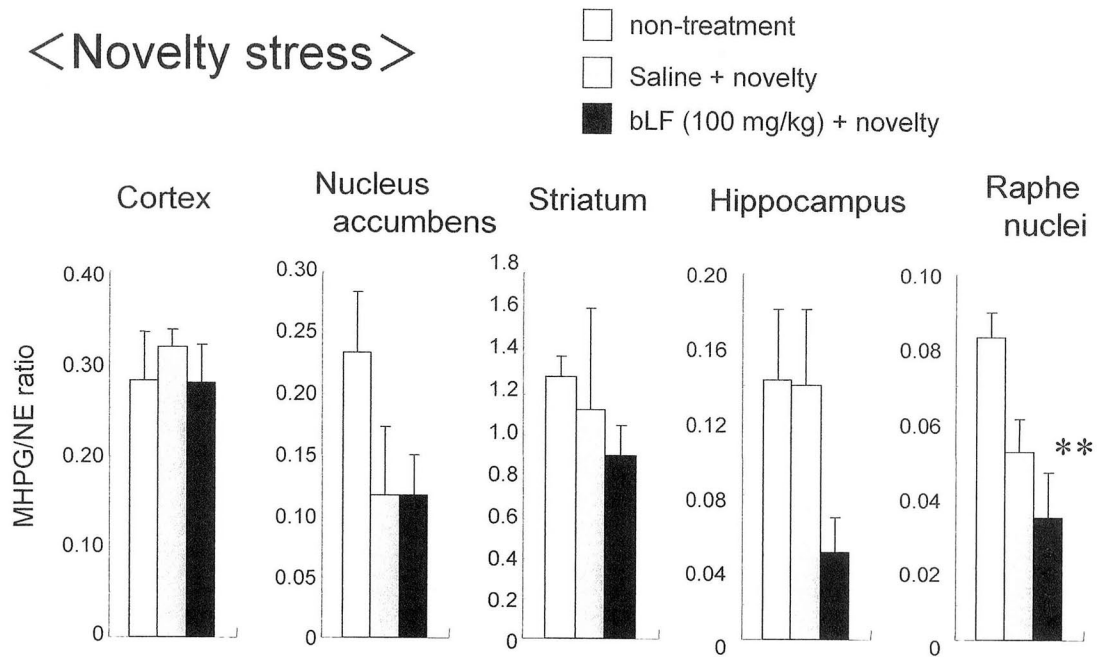 ＜Novelty stress＞
non-treatment
Saline + novelty
bLF (100 mg/kg) + novelty
MHPG/NE ratio
Cortex
0.40
0.30
0.20
0.10
0
Nucleus
accumbens
0.30
0.25
0.20
0.15
0.10
0.05
0
Striatum
1.8
1.6
1.4
1.2
1.0
0.8
0.6
0.4
0.2
0
Hippocampus
0.20
0.16
0.12
0.08
0.04
0
Raphe
nuclei
0.10
0.08
0.06
0.04
0.02
0
**